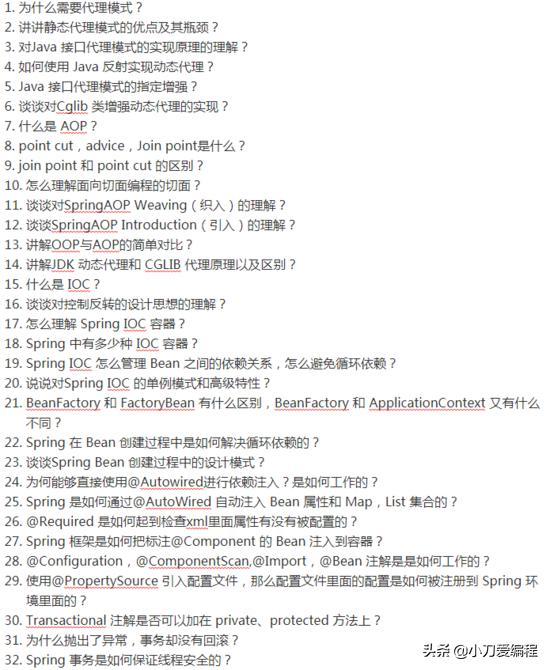 1. 为什么需要代理模式？
2. 讲讲静态代理模式的优点及其瓶颈？
3. 对Java 接口代理模式的实现原理的理解？
4. 如何使用 Java 反射实现动态代理？
5. Java 接口代理模式的指定增强？
6. 谈谈对Cglib 类增强动态代理的实现？
7. 什么是 AOP？
8. point cut，advice，Join point是什么？
9. join point 和 point cut 的区别？
10. 怎么理解面向切面编程的切面？
11. 谈谈对SpringAOP Weaving（织入）的理解？
12. 谈谈SpringAOP Introduction（引入）的理解？
13. 讲解OOP与AOP的简单对比？
14. 讲解JDK 动态代理和 CGLIB 代理原理以及区别？
15. 什么是 IOC？
16. 谈谈对控制反转的设计思想的理解？
17. 怎么理解 Spring IOC 容器？
18. Spring 中有多少种 IOC 容器？
19. Spring IOC 怎么管理 Bean 之间的依赖关系，怎么避免循环依赖？
20. 说说对Spring IOC 的单例模式和高级特性？
21. BeanFactory 和 FactoryBean 有什么区别，BeanFactory 和 ApplicationContext 又有什么
不同？
22. Spring 在 Bean 创建过程中是如何解决循环依赖的？
23. 谈谈Spring Bean 创建过程中的设计模式？
24. 为何能够直接使用@Autowired进行依赖注入？是如何工作的？
25. Spring 是如何通过@AutoWired 自动注入 Bean 属性和 Map，List 集合的？
26. @Required 是如何起到检查xml里面属性有没有被配置的？
27. Spring 框架是如何把标注@Component 的 Bean 注入到容器？
28. @Configuration，@ComponentScan,@Import，@Bean 注解是是如何工作的？
29. 使用@PropertySource 引入配置文件，那么配置文件里面的配置是如何被注册到 Spring 环
境里面的？
30. Transactional 注解是否可以加在 private、protected 方法上？
31. 为什么抛出了异常，事务却没有回滚？
32. Spring 事务是如何保证线程安全的？
头条 @小刀爱编程